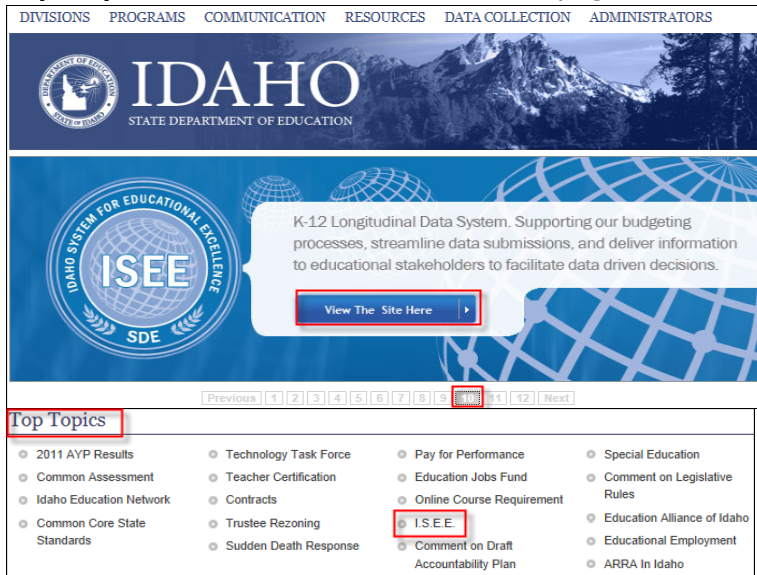 DIVISIONS PROGRAMS COMMUNICATION RESOURCES DATA COLLECTION ADMINISTRATORS
DEPARTMENT OF EDUCATION
STATE OF IDAHO
IDAHO
STATE DEPARTMENT OF EDUCATION
IDAHO SYSTEM FOR EDUCATIONAL EXCELLENCE
ISEE
SDE
K-12 Longitudinal Data System. Supporting our budgeting
processes, streamline data submissions, and deliver information
to educational stakeholders to facilitate data driven decisions.
View The Site Here
Previous 1 2 3 4 5 6 7 8 9 10 11 12 Next
Top Topics
2011 AYP Results
Common Assessment
Idaho Education Network
Common Core State
Standards
Technology Task Force
Teacher Certification
Contracts
Trustee Rezoning
Sudden Death Response
Pay for Performance
Education Jobs Fund
Online Course Requirement
I.S.E.E.
Comment on Draft
Accountability Plan
Special Education
Comment on Legislative
Rules
Education Alliance of Idaho
Educational Employment
ARRA In Idaho